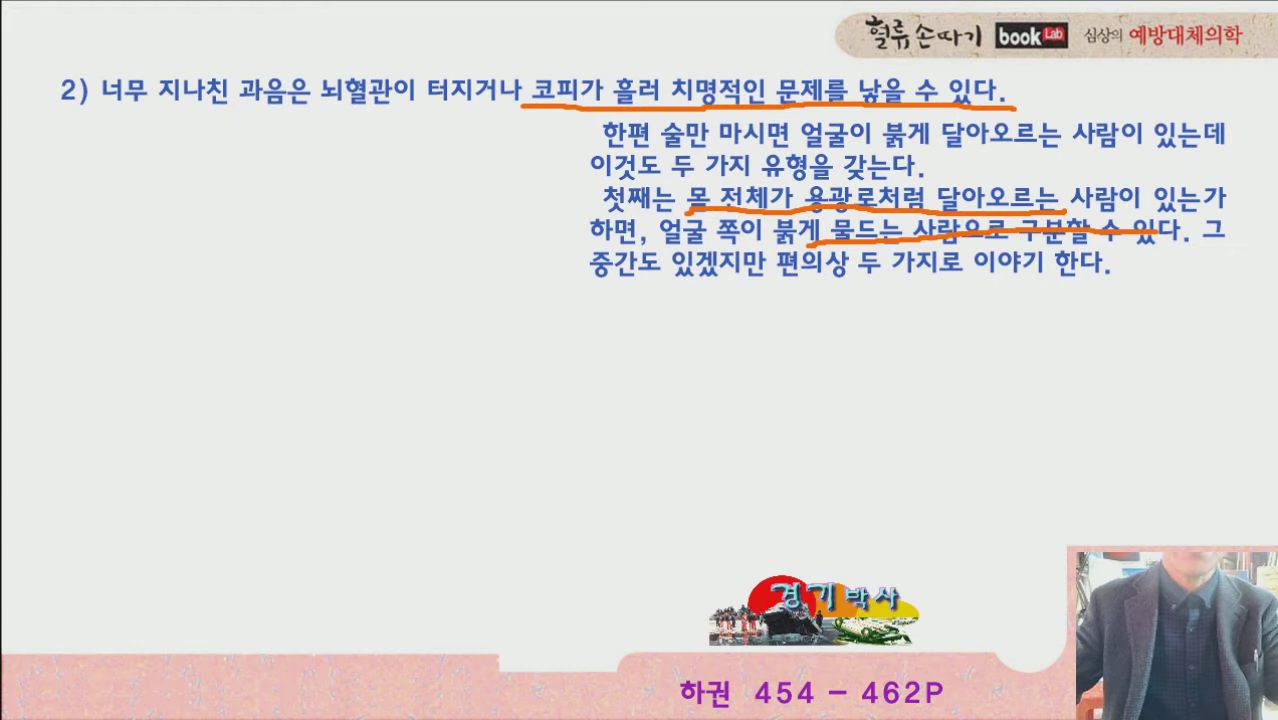 혈류 손따기 book Lab 심상의 예방대체의학
2) 너무 지나친 과음은 뇌혈관이 터지거나 코피가 흘러 치명적인 문제를 낳을 수 있다.
한편 술만 마시면 얼굴이 붉게 달아오르는 사람이 있는데
이것도 두 가지 유형을 갖는다.
첫째는 몸 전체가 용광로처럼 달아오르는 사람이 있는가
하면, 얼굴 쪽이 붉게 물드는 사람으로 구분할 수 있다. 그
중간도 있겠지만 편의상 두 가지로 이야기 한다.
경기박사
하권 454 - 462P